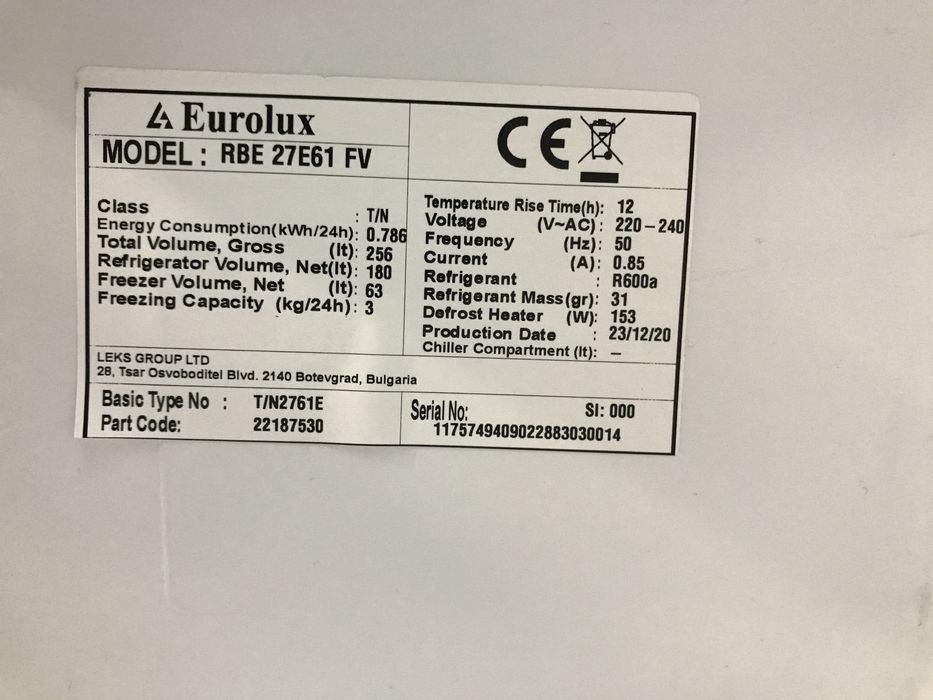 Eurolux
MODEL : RBE 27E61 FV
CE
Class : T/N
Energy Consumption(kWh/24h): 0.786
Total Volume, Gross (lt): 256
Refrigerator Volume, Net(lt): 180
Freezer Volume, Net (lt): 63
Freezing Capacity (kg/24h): 3
Temperature Rise Time(h): 12
Voltage (V~AC): 220-240
Frequency (Hz): 50
Current (A): 0.85
Refrigerant : R600a
Refrigerant Mass(gr): 31
Defrost Heater (W): 153
Production Date : 23/12/20
Chiller Compartment (lt): -
LEKS GROUP LTD
28, Tsar Osvoboditel Blvd. 2140 Botevgrad, Bulgaria
Basic Type No : T/N2761E
Part Code: 22187530
Serial No: SI: 000
1175749409022883030014